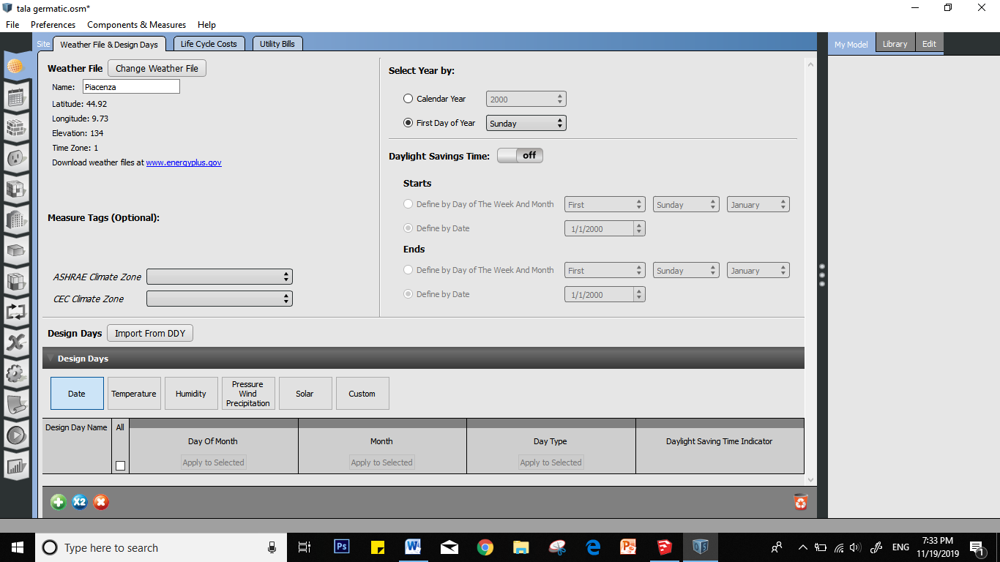 tala germatic.osm*
File Preferences Components & Measures Help
Site Weather File & Design Days Life Cycle Costs Utility Bills My Model Library Edit
Weather File Change Weather File
Name: Piacenza
Latitude: 44.92
Longitude: 9.73
Elevation: 134
Time Zone: 1
Download weather files at www.energyplus.gov
Measure Tags (Optional):
ASHRAE Climate Zone
CEC Climate Zone
Select Year by:
Calendar Year 2000
First Day of Year Sunday
Daylight Savings Time: off
Starts
Define by Day of The Week And Month First Sunday January
Define by Date 1/1/2000
Ends
Define by Day of The Week And Month First Sunday January
Define by Date 1/1/2000
Design Days Import From DDY
Design Days
Date Temperature Humidity Pressure Wind Precipitation Solar Custom
Design Day Name All Day Of Month Month Day Type Daylight Saving Time Indicator
Apply to Selected Apply to Selected Apply to Selected
X2
Type here to search Ps W P S ENG 7:33 PM
11/19/2019 1